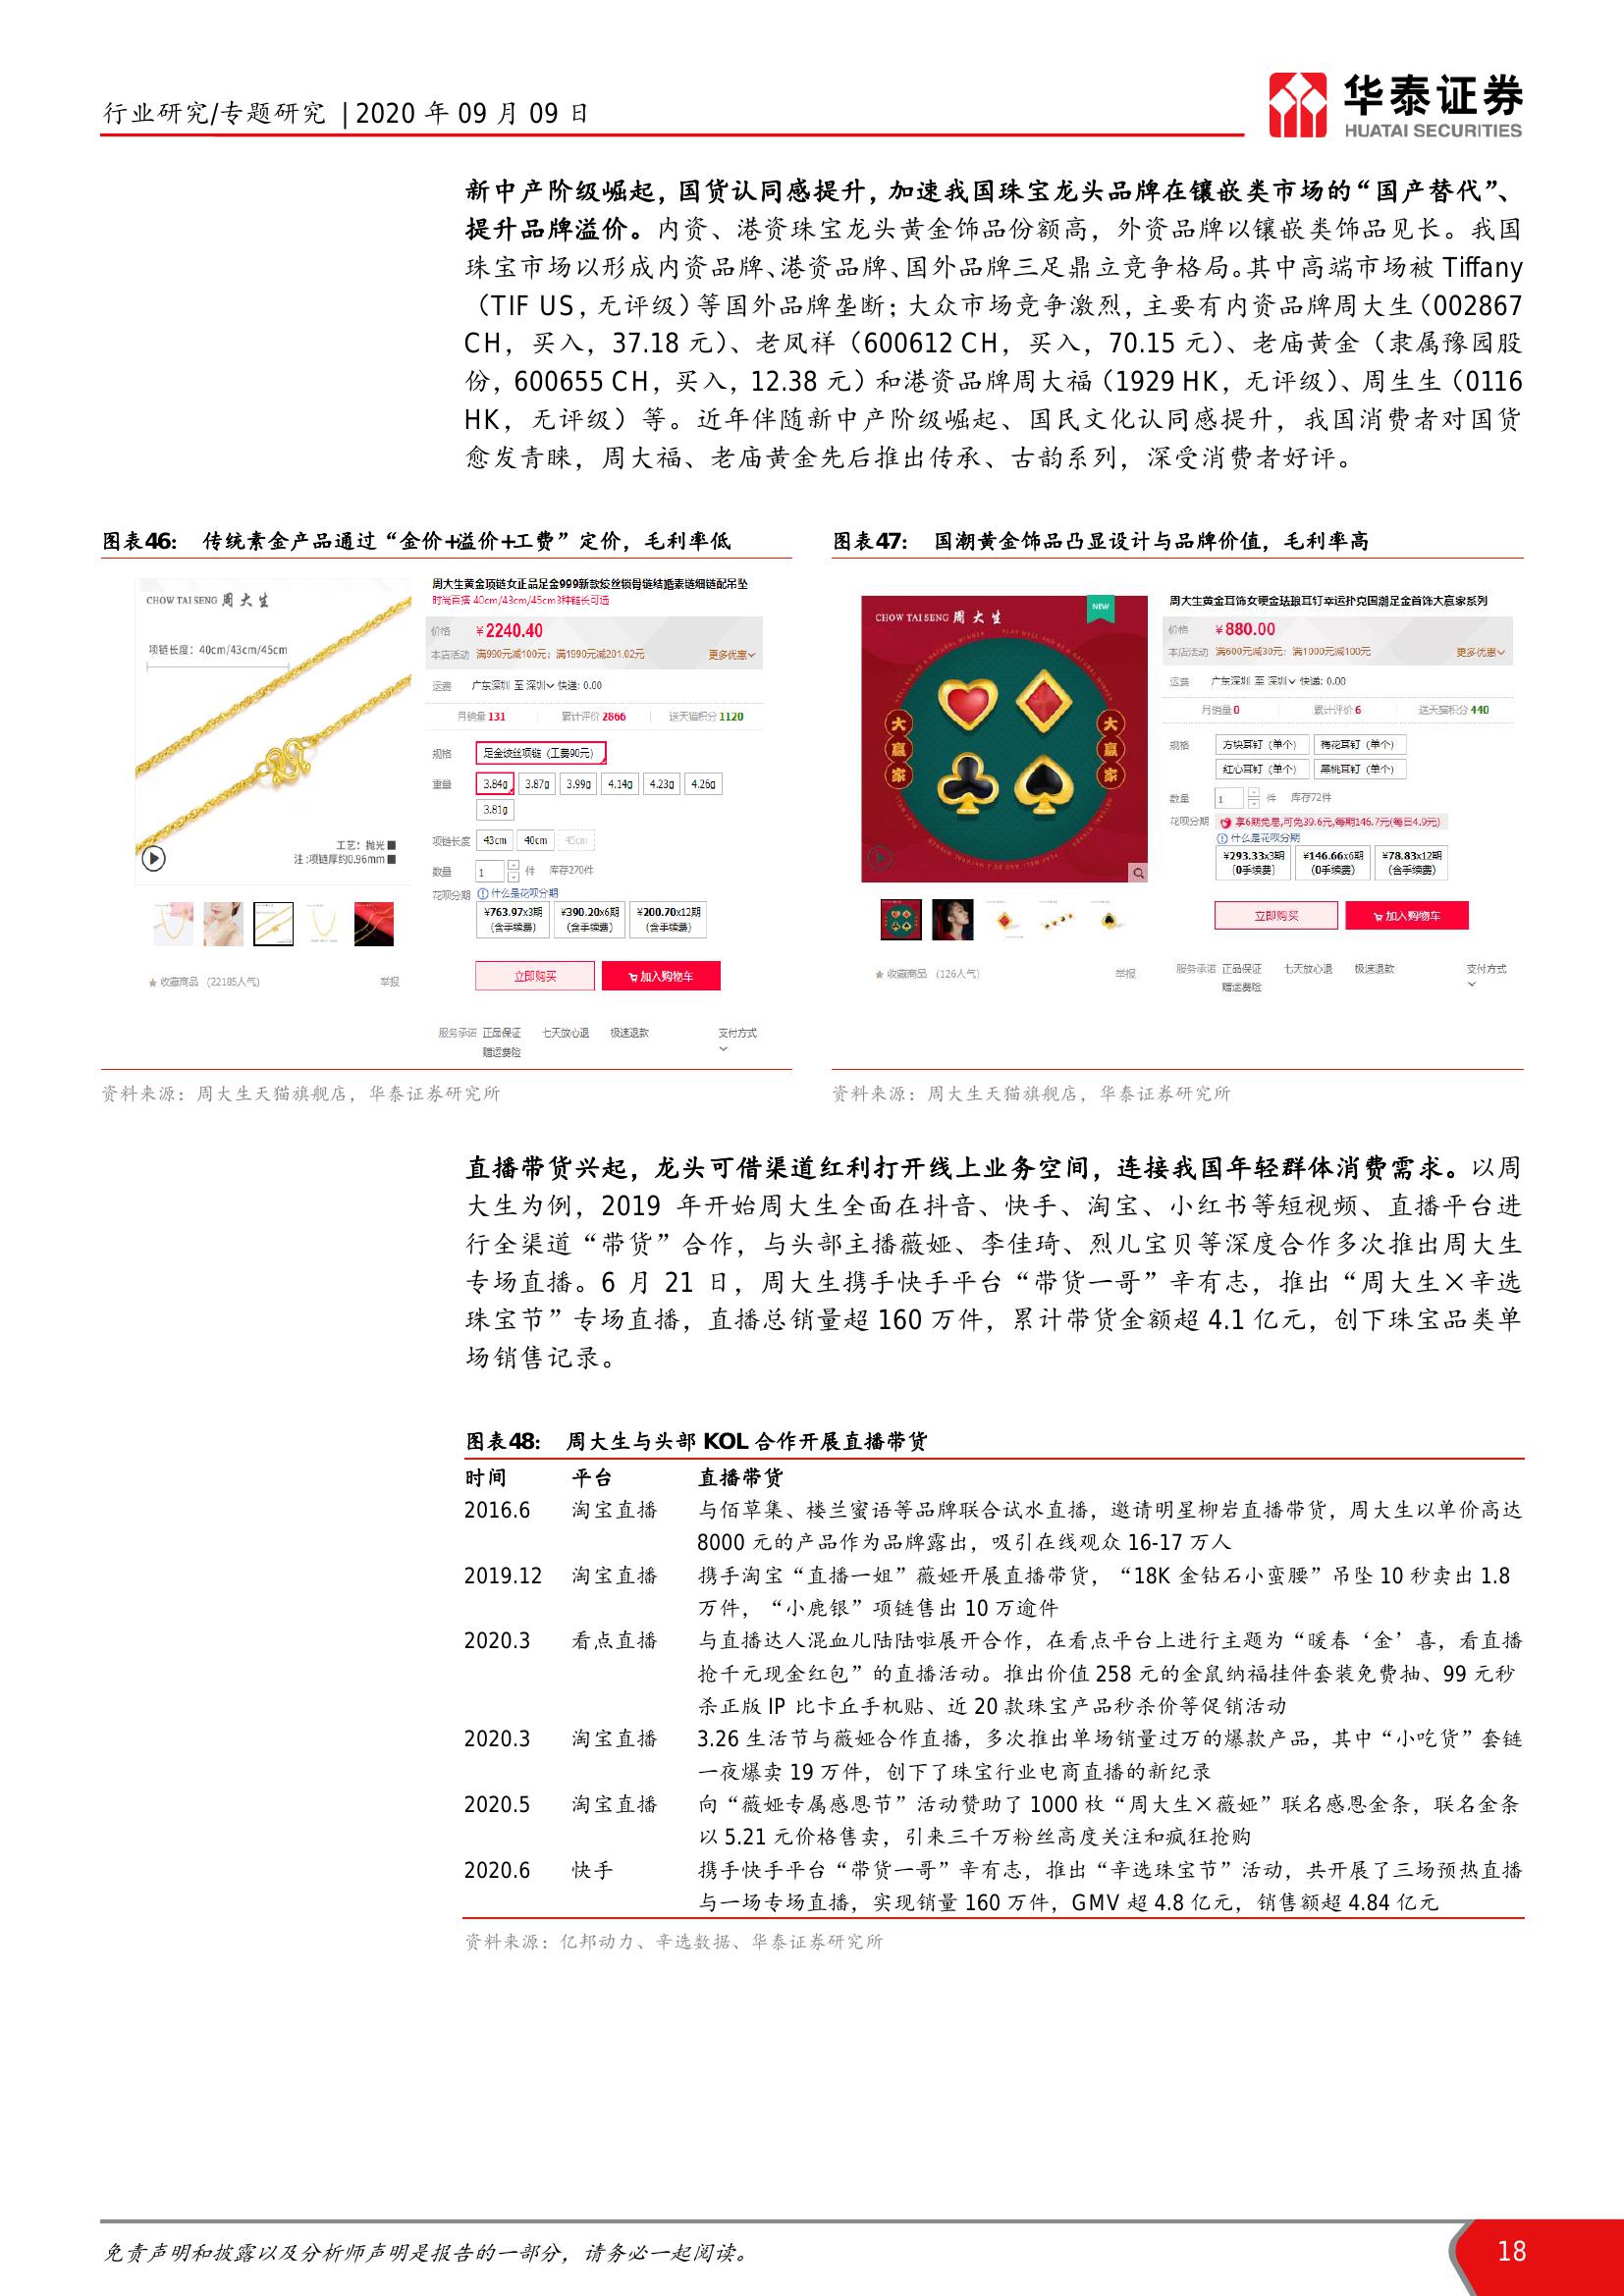 行业研究/专题研究 | 2020 年 09 月 09 日
华泰证券
HUATAI SECURITIES
新中产阶级崛起，国货认同感提升，加速我国珠宝龙头品牌在镶嵌类市场的“国产替代”、
提升品牌溢价。内资、港资珠宝龙头黄金饰品份额高，外资品牌以镶嵌类饰品见长。我国
珠宝市场以形成内资品牌、港资品牌、国外品牌三足鼎立竞争格局。其中高端市场被 Tiffany
（TIF US，无评级）等国外品牌垄断；大众市场竞争激烈，主要有内资品牌周大生（002867
CH，买入，37.18 元）、老凤祥（600612 CH，买入，70.15 元）、老庙黄金（隶属豫园股
份，600655 CH，买入，12.38 元）和港资品牌周大福（1929 HK，无评级）、周生生（0116
HK，无评级）等。近年伴随新中产阶级崛起、国民文化认同感提升，我国消费者对国货
愈发青睐，周大福、老庙黄金先后推出传承、古韵系列，深受消费者好评。
图表46： 传统素金产品通过“金价+溢价+工费”定价，毛利率低
CHOW TAI SENG 周大生
项链长度：40cm/43cm/45cm
工艺：抛光
注:项链厚约0.96mm
收藏商品 (22185人气)
举报
周大生黄金项链女正品足金999新款绞丝锁骨链结婚素链细链配吊坠
时尚百搭 40cm/43cm/45cm3种链长可选
价格 ¥2240.40
本店活动 满990元减100元；满1990元减201.02元 更多优惠
运费 广东深圳 至 深圳 快递: 0.00
月销量 131 累计评价 2866 送天猫积分 1120
规格 足金绞丝项链（工费90元）
重量 3.84g 3.87g 3.99g 4.14g 4.23g 4.26g
3.81g
项链长度 43cm 40cm 45cm
数量 1 件 库存270件
花呗分期 什么是花呗分期
¥763.97x3期 ¥390.20x6期 ¥200.70x12期
(含手续费) (含手续费) (含手续费)
立即购买 加入购物车
服务承诺 正品保证 七天放心退 极速退款 支付方式
赠运费险
资料来源：周大生天猫旗舰店，华泰证券研究所
图表47： 国潮黄金饰品凸显设计与品牌价值，毛利率高
CHOW TAI SENG 周大生
NEW
大赢家
大赢家
收藏商品 (126人气)
举报
周大生黄金耳饰女硬金珐琅耳钉幸运扑克国潮足金首饰大赢家系列
价格 ¥880.00
本店活动 满600元减30元；满1000元减100元 更多优惠
运费 广东深圳 至 深圳 快递: 0.00
月销量 0 累计评价 6 送天猫积分 440
规格 方块耳钉（单个） 梅花耳钉（单个）
红心耳钉（单个） 黑桃耳钉（单个）
数量 1 件 库存72件
花呗分期 享6期免息,可免39.6元,每期146.7元(每日4.9元)
什么是花呗分期
¥293.33x3期 ¥146.66x6期 ¥78.83x12期
(0手续费) (0手续费) (含手续费)
立即购买 加入购物车
服务承诺 正品保证 七天放心退 极速退款 支付方式
赠运费险
资料来源：周大生天猫旗舰店，华泰证券研究所
直播带货兴起，龙头可借渠道红利打开线上业务空间，连接我国年轻群体消费需求。以周
大生为例，2019 年开始周大生全面在抖音、快手、淘宝、小红书等短视频、直播平台进
行全渠道“带货”合作，与头部主播薇娅、李佳琦、烈儿宝贝等深度合作多次推出周大生
专场直播。6 月 21 日，周大生携手快手平台“带货一哥”辛有志，推出“周大生×辛选
珠宝节”专场直播，直播总销量超 160 万件，累计带货金额超 4.1 亿元，创下珠宝品类单
场销售记录。
图表48： 周大生与头部 KOL 合作开展直播带货
时间 平台 直播带货
2016.6 淘宝直播 与佰草集、楼兰蜜语等品牌联合试水直播，邀请明星柳岩直播带货，周大生以单价高达
8000 元的产品作为品牌露出，吸引在线观众 16-17 万人
2019.12 淘宝直播 携手淘宝“直播一姐”薇娅开展直播带货，“18K 金钻石小蛮腰”吊坠 10 秒卖出 1.8
万件，“小鹿银”项链售出 10 万逾件
2020.3 看点直播 与直播达人混血儿陆陆啦展开合作，在看点平台上进行主题为“暖春‘金’喜，看直播
抢千元现金红包”的直播活动。推出价值 258 元的金鼠纳福挂件套装免费抽、99 元秒
杀正版 IP 比卡丘手机贴、近 20 款珠宝产品秒杀价等促销活动
2020.3 淘宝直播 3.26 生活节与薇娅合作直播，多次推出单场销量过万的爆款产品，其中“小吃货”套链
一夜爆卖 19 万件，创下了珠宝行业电商直播的新纪录
2020.5 淘宝直播 向“薇娅专属感恩节”活动赞助了 1000 枚“周大生×薇娅”联名感恩金条，联名金条
以 5.21 元价格售卖，引来三千万粉丝高度关注和疯狂抢购
2020.6 快手 携手快手平台“带货一哥”辛有志，推出“辛选珠宝节”活动，共开展了三场预热直播
与一场专场直播，实现销量 160 万件，GMV 超 4.8 亿元，销售额超 4.84 亿元
资料来源：亿邦动力、辛选数据、华泰证券研究所
免责声明和披露以及分析师声明是报告的一部分，请务必一起阅读。
18